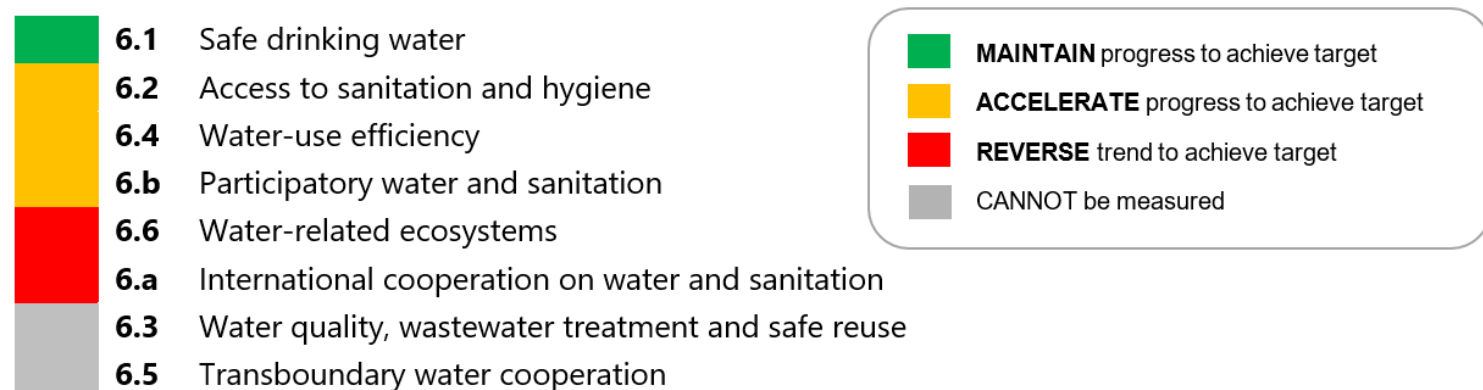 6.1 Safe drinking water
6.2 Access to sanitation and hygiene
6.4 Water-use efficiency
6.b Participatory water and sanitation
6.6 Water-related ecosystems
6.a International cooperation on water and sanitation
6.3 Water quality, wastewater treatment and safe reuse
6.5 Transboundary water cooperation
MAINTAIN progress to achieve target
ACCELERATE progress to achieve target
REVERSE trend to achieve target
CANNOT be measured